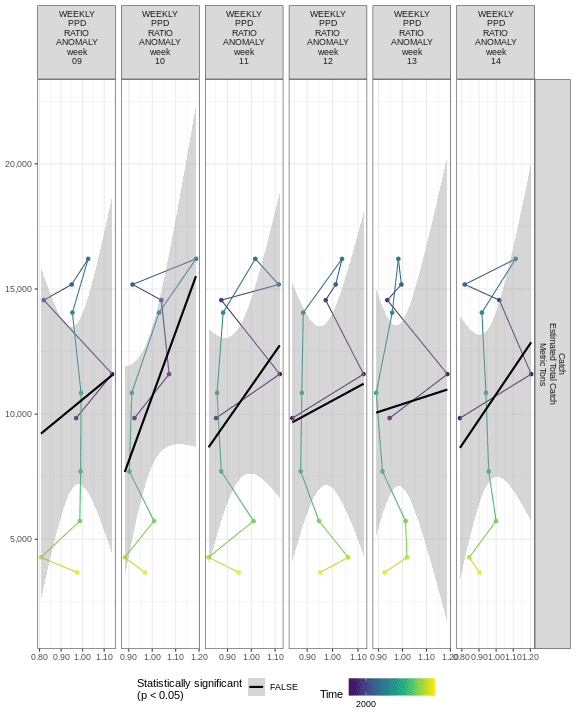 WEEKLY
PPD
RATIO
ANOMALY
week
09
WEEKLY
PPD
RATIO
ANOMALY
week
10
WEEKLY
PPD
RATIO
ANOMALY
week
11
WEEKLY
PPD
RATIO
ANOMALY
week
12
WEEKLY
PPD
RATIO
ANOMALY
week
13
WEEKLY
PPD
RATIO
ANOMALY
week
14
20,000
15,000
10,000
5,000
Catch
Estimated Total Catch
Metric Tons
0.80 0.90 1.00 1.10
0.90 1.00 1.10 1.20
0.90 1.00 1.10
0.90 1.00 1.10
0.90 1.00 1.10 1.20
0.80 0.90 1.00 1.10 1.20
Statistically significant
(p < 0.05)
FALSE
Time
2000